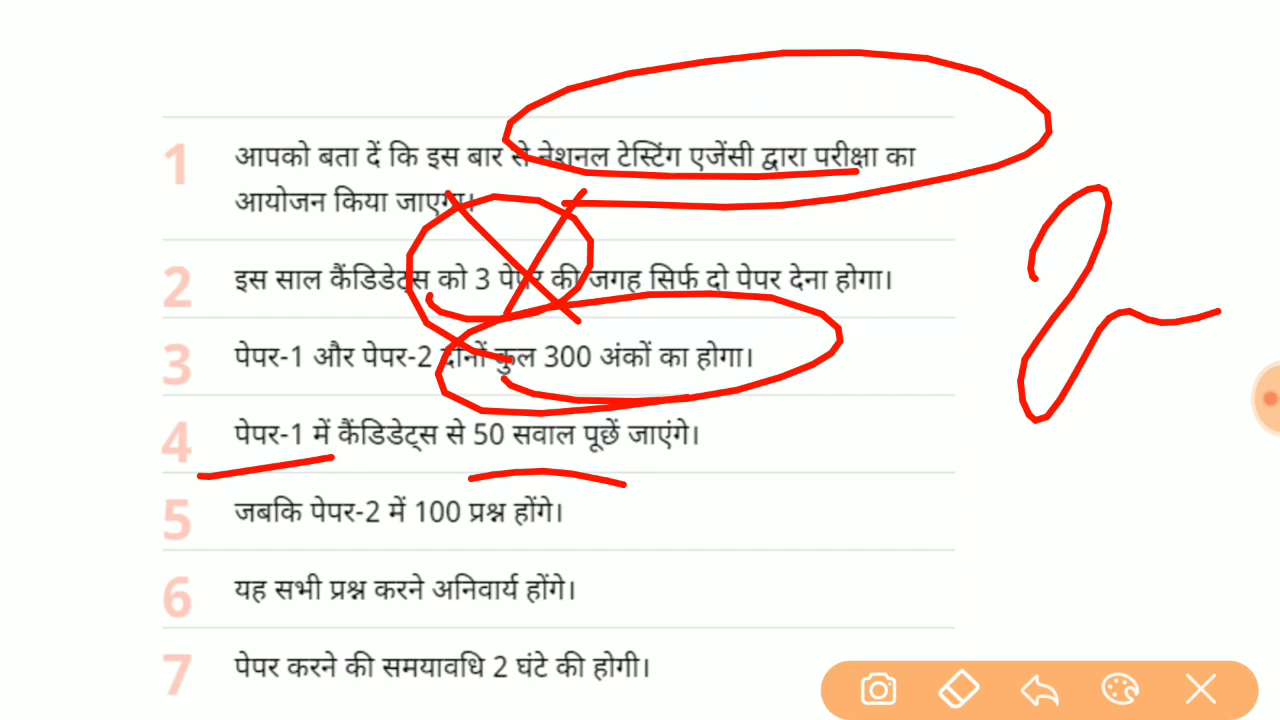 1 आपको बता दें कि इस बार से नेशनल टेस्टिंग एजेंसी द्वारा परीक्षा का
आयोजन किया जाएगा।
2 इस साल कैंडिडेट्स को 3 पेपर की जगह सिर्फ दो पेपर देना होगा।
2
3 पेपर-1 और पेपर-2 दोनों कुल 300 अंकों का होगा।
4 पेपर-1 में कैंडिडेट्स से 50 सवाल पूछें जाएंगे।
5 जबकि पेपर-2 में 100 प्रश्न होंगे।
6 यह सभी प्रश्न करने अनिवार्य होंगे।
7 पेपर करने की समयावधि 2 घंटे की होगी।